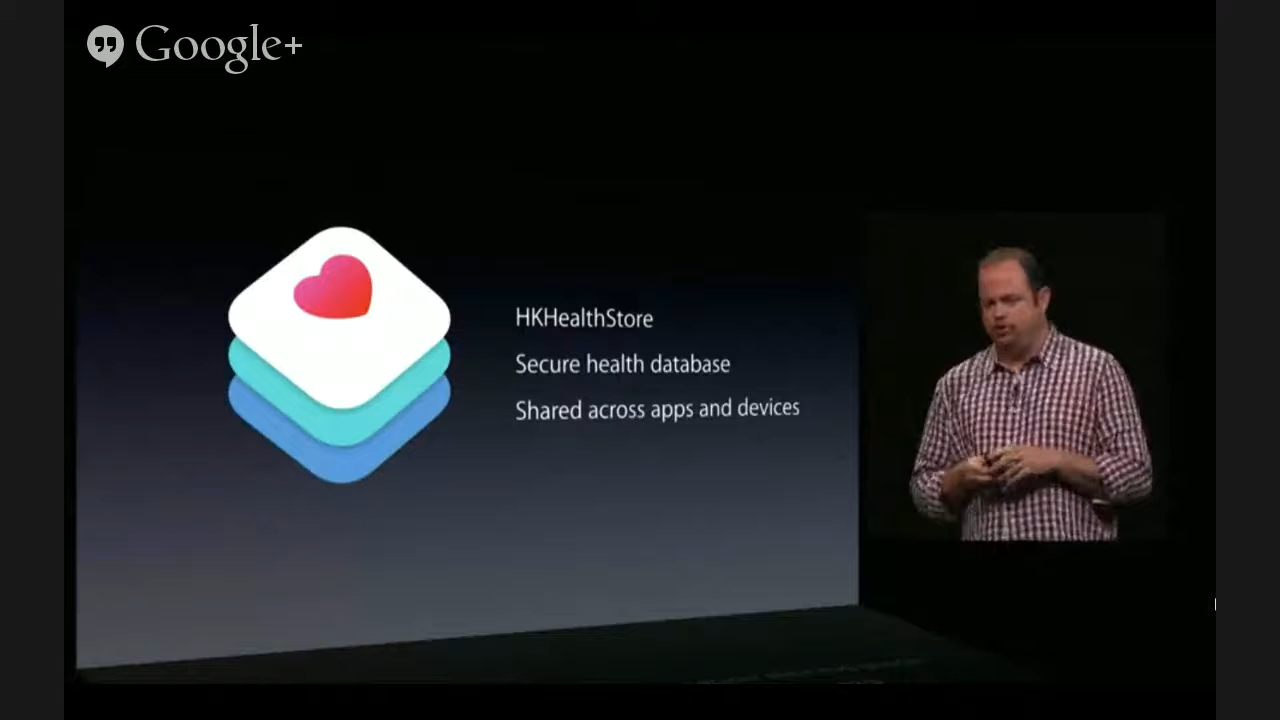 Google+
HKHealthStore
Secure health database
Shared across apps and devices